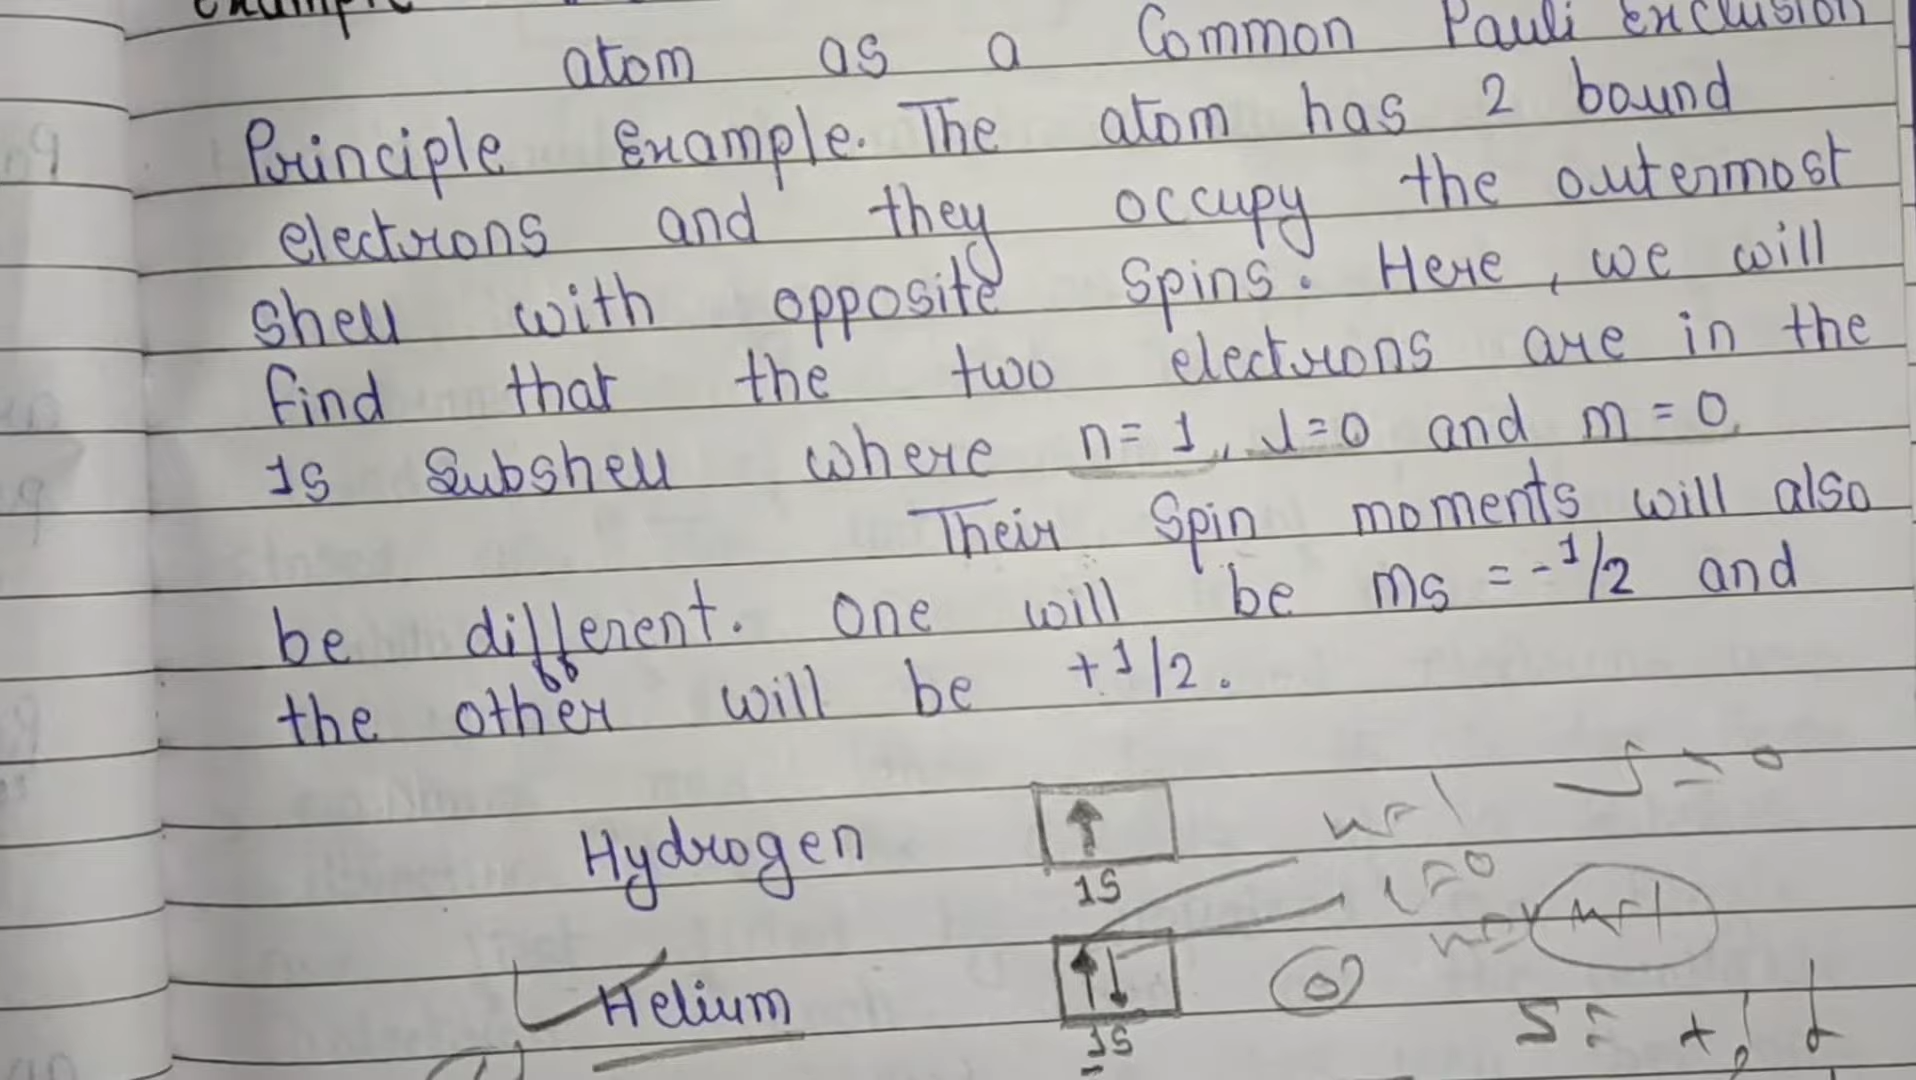 example
atom as a Common Pauli Exclusion
Principle Example. The atom has 2 bound
electrons and they occupy the outermost
shell with opposite spins. Here, we will
find that the two electrons are in the
1s Subshell where n=1, l=0 and m=0.
Their Spin moments will also
be different. One will be ms = -1/2 and
the other will be +1/2.
Hydrogen ↑ n=1
1S l=0
Helium ↑↓
1S